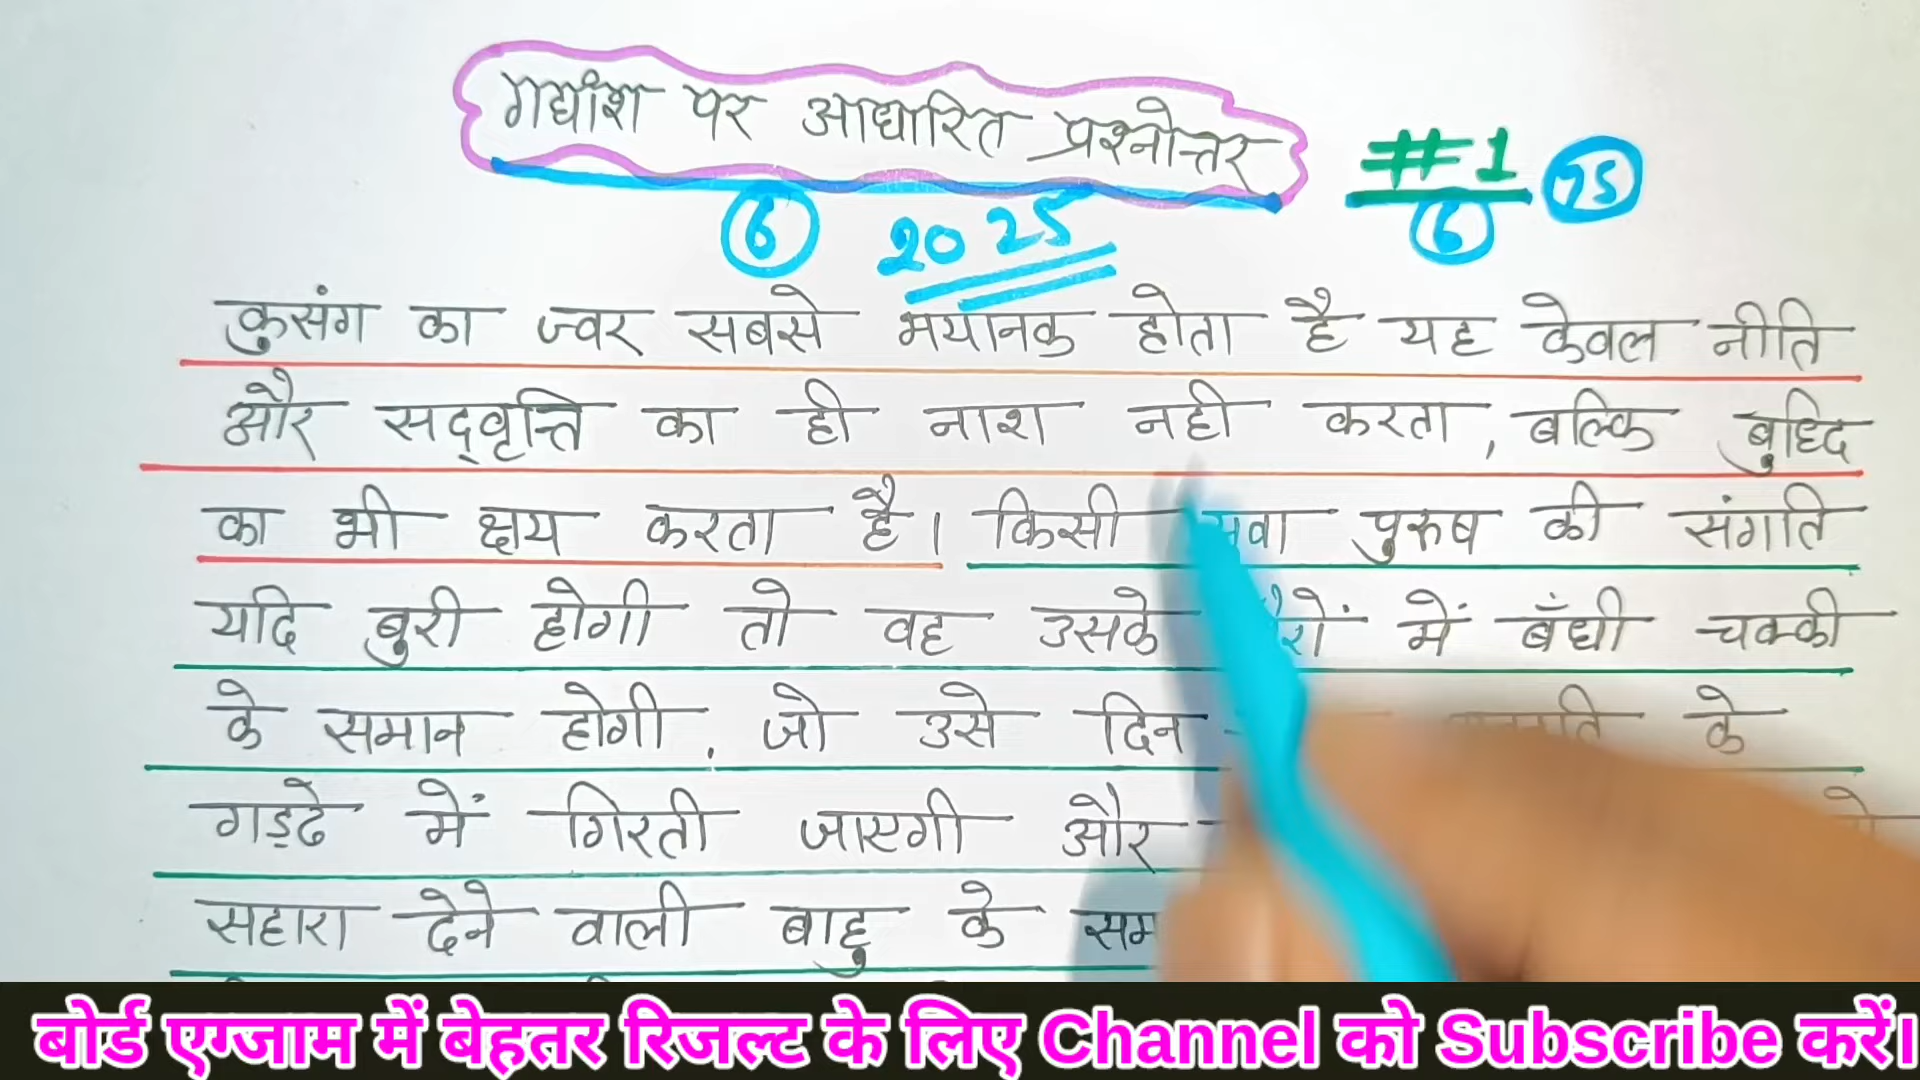 गद्यांश पर आधारित प्रश्नोत्तर
#1
75
6
6
2025
कुसंग का ज्वर सबसे भयानक होता है यह केवल नीति
और सद्वृत्ति का ही नाश नही करता, बल्कि बुध्दि
का भी क्षय करता है। किसी पुरुष की संगति
यदि बुरी होगी तो वह उसके में बँधी चक्की
के समान होगी. जो उसे दिन के
गड्ढे में गिरती जाएगी और
सहारा देने वाली बाहु के
बोर्ड एग्जाम में बेहतर रिजल्ट के लिए Channel को Subscribe करें।